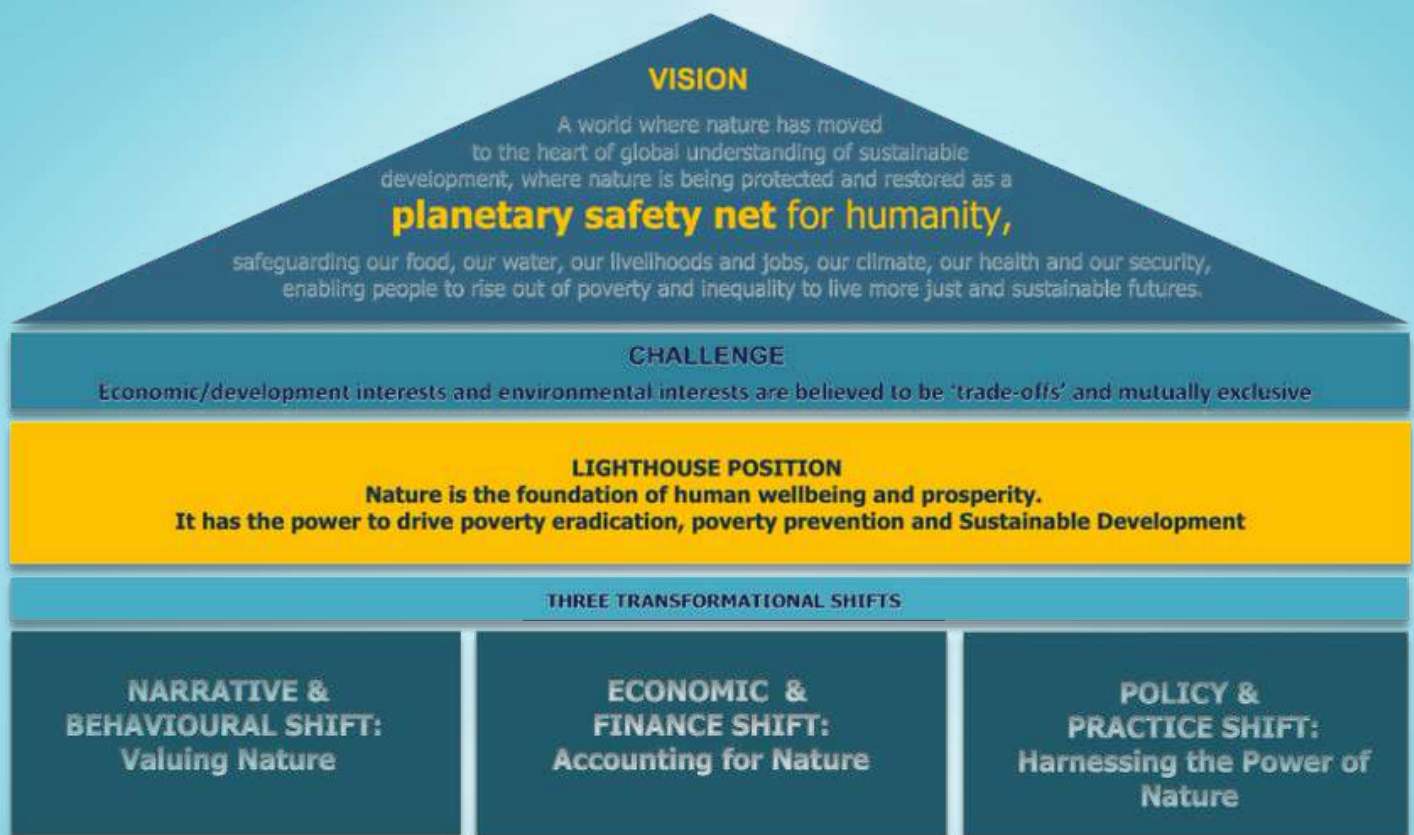 VISION
A world where nature has moved
to the heart of global understanding of sustainable
development, where nature is being protected and restored as a
planetary safety net for humanity,
safeguarding our food, our water, our livelihoods and jobs, our climate, our health and our security,
enabling people to rise out of poverty and inequality to live more just and sustainable futures.
CHALLENGE
Economic/development interests and environmental interests are believed to be 'trade-offs' and mutually exclusive
LIGHTHOUSE POSITION
Nature is the foundation of human wellbeing and prosperity.
It has the power to drive poverty eradication, poverty prevention and Sustainable Development
THREE TRANSFORMATIONAL SHIFTS
NARRATIVE &
BEHAVIOURAL SHIFT:
Valuing Nature
ECONOMIC &
FINANCE SHIFT:
Accounting for Nature
POLICY &
PRACTICE SHIFT:
Harnessing the Power of
Nature